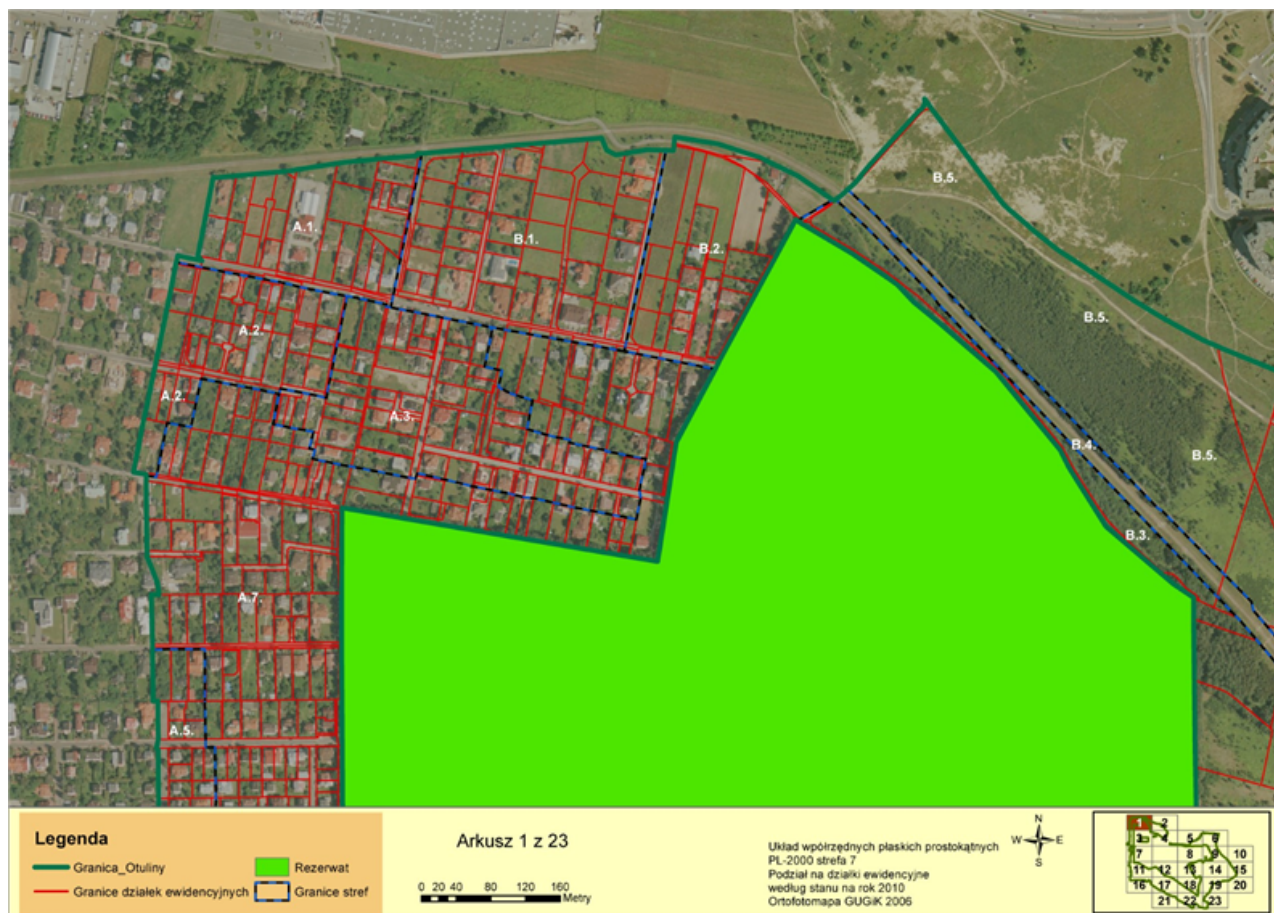 B.5.
A.1.
B.1.
B.2.
B.5.
A.2.
A.2.
A.3.
B.4.
B.5.
B.3.
A.7.
A.5.
Legenda
Granica_Otuliny
Rezerwat
Granice działek ewidencyjnych
Granice stref
Arkusz 1 z 23
0 20 40 80 120 160
Metry
Układ wpółrzędnych płaskich prostokątnych
PL-2000 strefa 7
Podział na działki ewidencyjne
według stanu na rok 2010
Ortofotomapa GUGiK 2006
N
W E
S
1 2
3 4 5 6
7 8 9 10
11 12 13 14 15
16 17 18 19 20
21 22 23